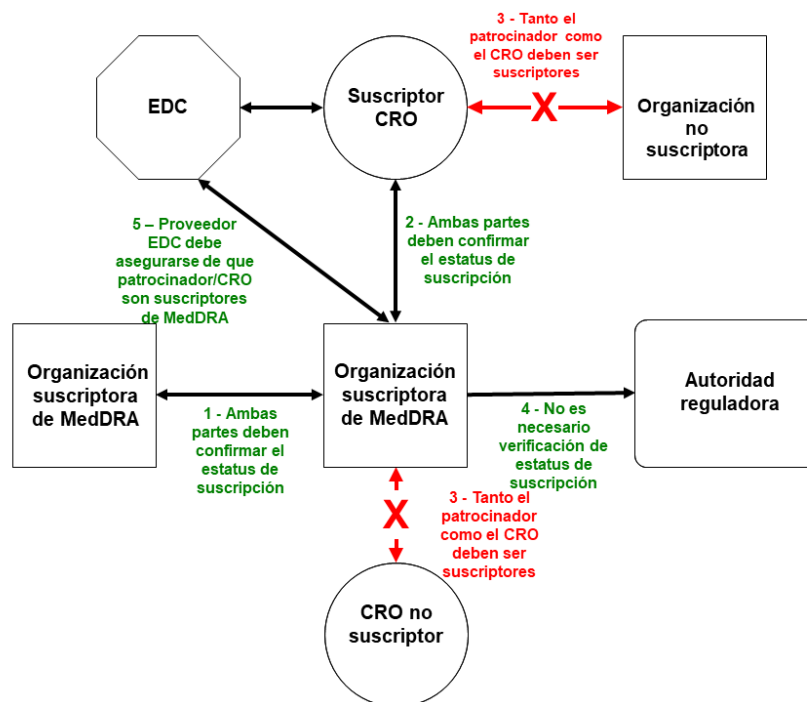 3 - Tanto el
patrocinador como
el CRO deben ser
suscriptores
EDC
Suscriptor
CRO
X
Organización
no
suscriptora
5 – Proveedor
EDC debe
asegurarse de que
patrocinador/CRO
son suscriptores
de MedDRA
2 - Ambas partes
deben confirmar
el estatus de
suscripción
Organización
suscriptora
de MedDRA
1 - Ambas
partes deben
confirmar el
estatus de
suscripción
Organización
suscriptora
de MedDRA
4 - No es
necesario
verificación de
estatus de
suscripción
Autoridad
reguladora
X
3 - Tanto el
patrocinador
como el CRO
deben ser
suscriptores
CRO no
suscriptor